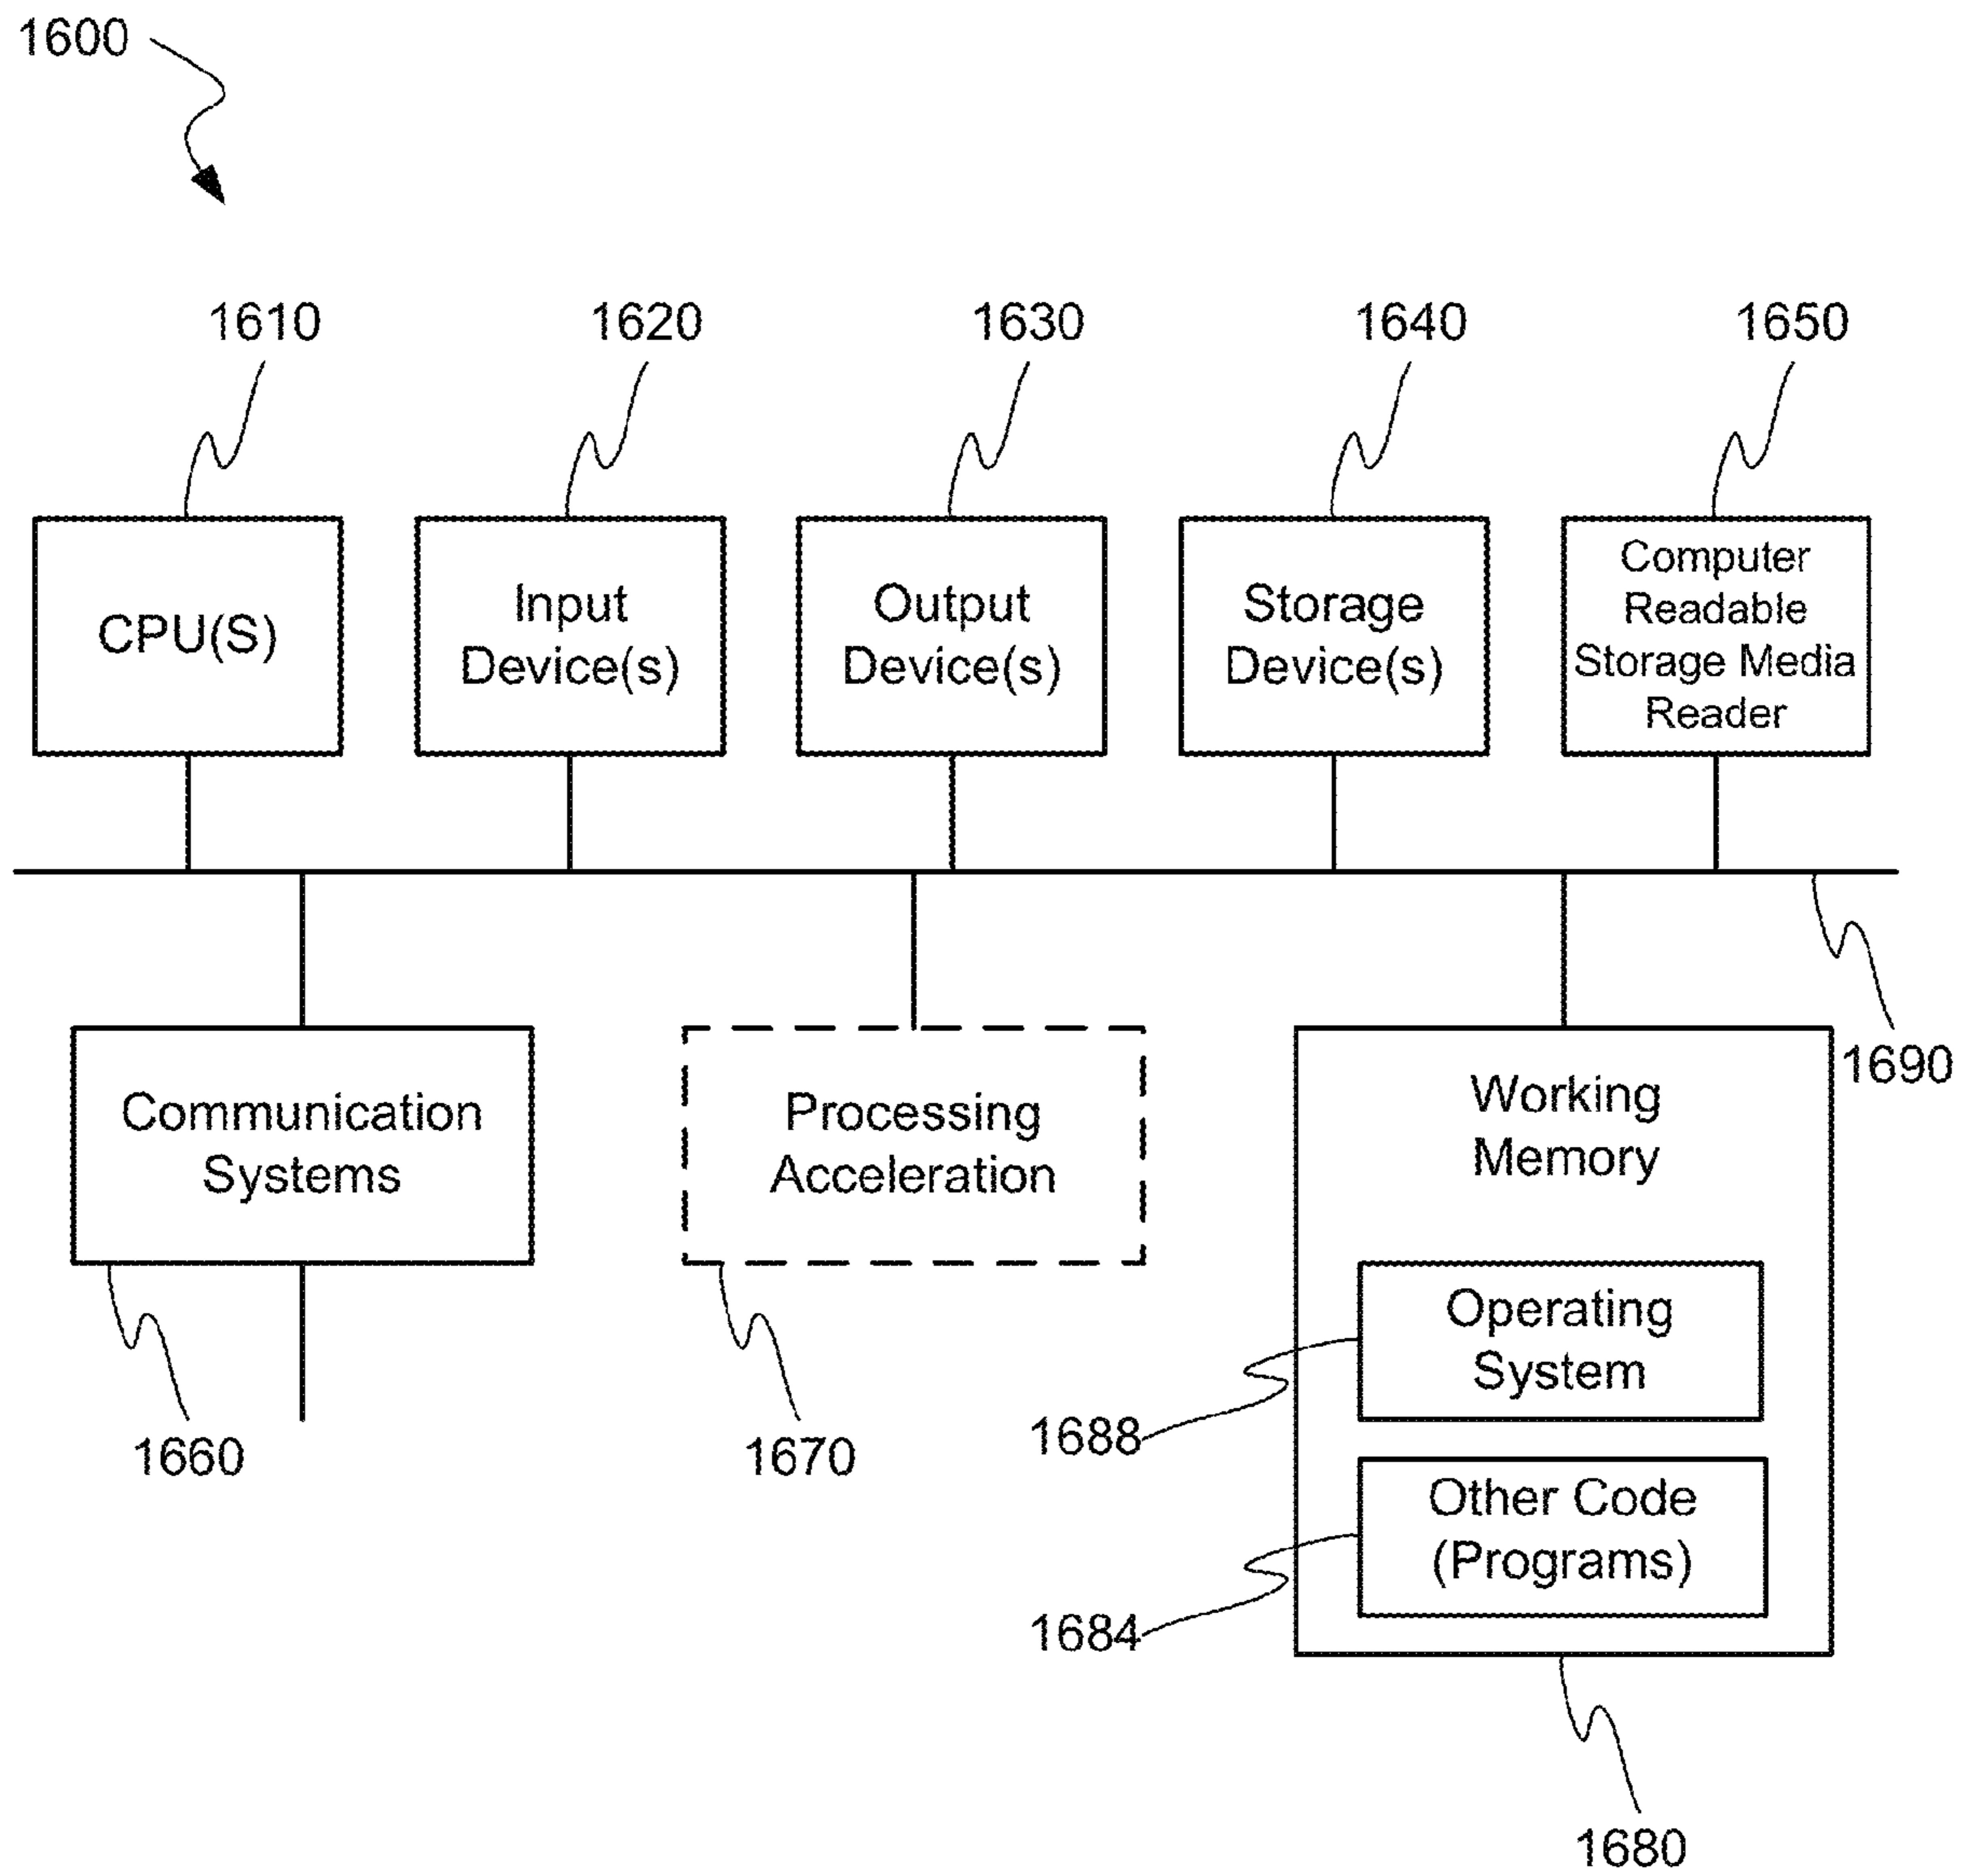 1600
1610
1620
1630
1640
1650
CPU(S)
Input
Device(s)
Output
Device(s)
Storage
Device(s)
Computer
Readable
Storage Media
Reader
1690
Communication
Systems
Processing
Acceleration
Working
Memory
Operating
System
Other Code
(Programs)
1660
1670
1688
1684
1680